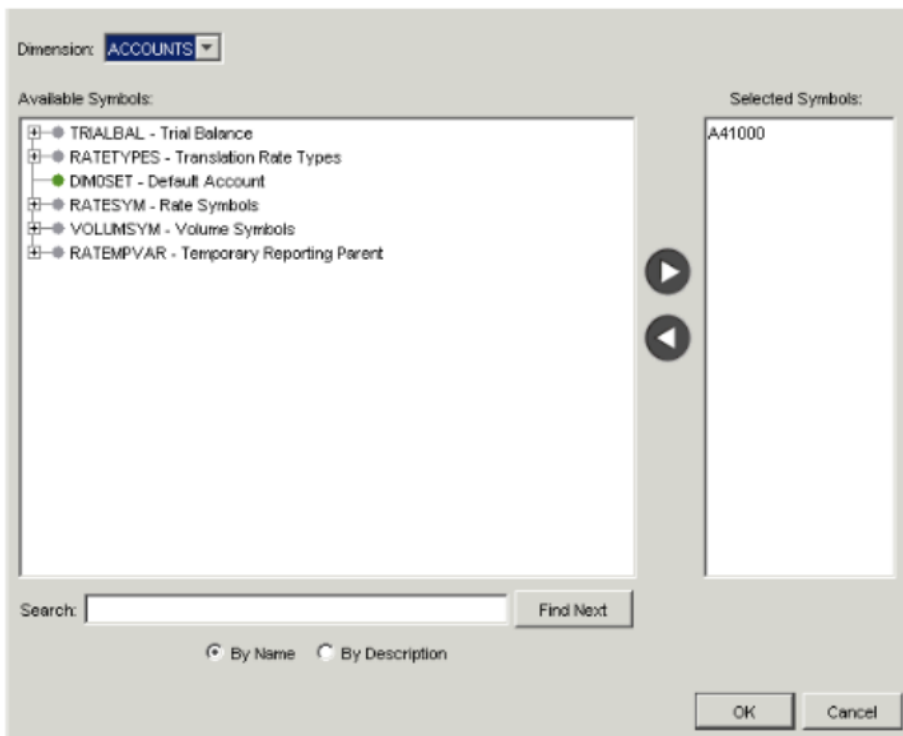 Dimension: ACCOUNTS
Available Symbols:
Selected Symbols:
TRIALBAL - Trial Balance
A41000
RATETYPES - Translation Rate Types
DIM0SET - Default Account
RATESYM - Rate Symbols
VOLUMSYM - Volume Symbols
RATEMPVAR - Temporary Reporting Parent
Search:
Find Next
By Name
By Description
OK
Cancel